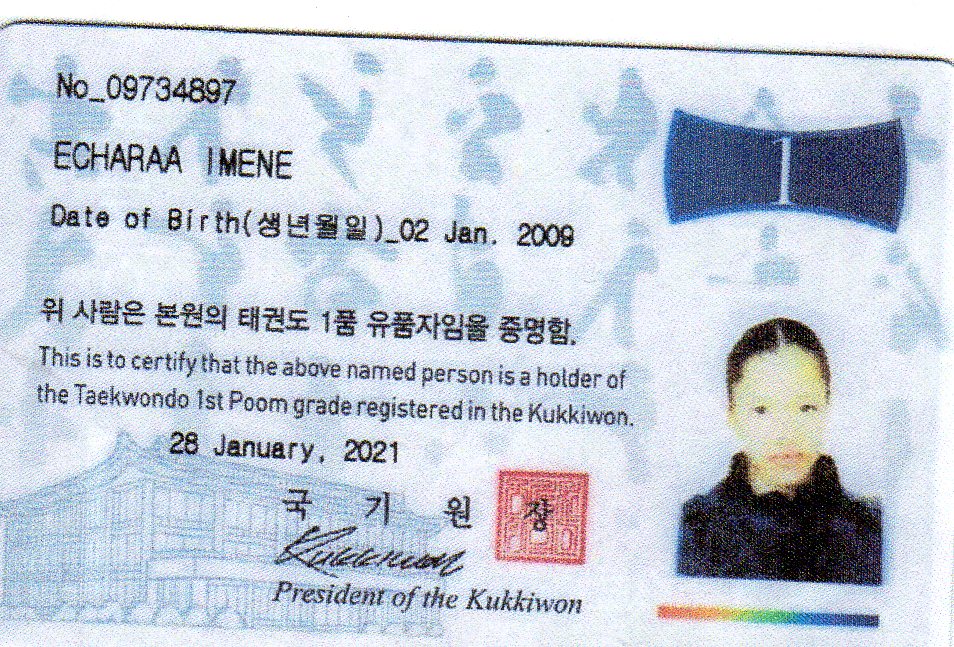 No_09734897
1
ECHARAA IMENE
Date of Birth(생년월일)_02 Jan. 2009
위 사람은 본원의 태권도 1품 유품자임을 증명함.
This is to certify that the above named person is a holder of
the Taekwondo 1st Poom grade registered in the Kukkiwon.
28 January, 2021
국 기 원 장
Kukkiwon
President of the Kukkiwon